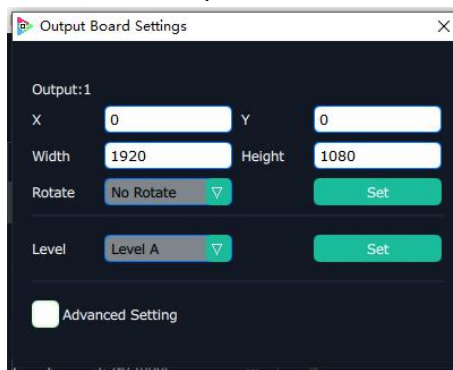 Output Board Settings
Output:1
X 0 Y 0
Width 1920 Height 1080
Rotate No Rotate Set
Level Level A Set
Advanced Setting